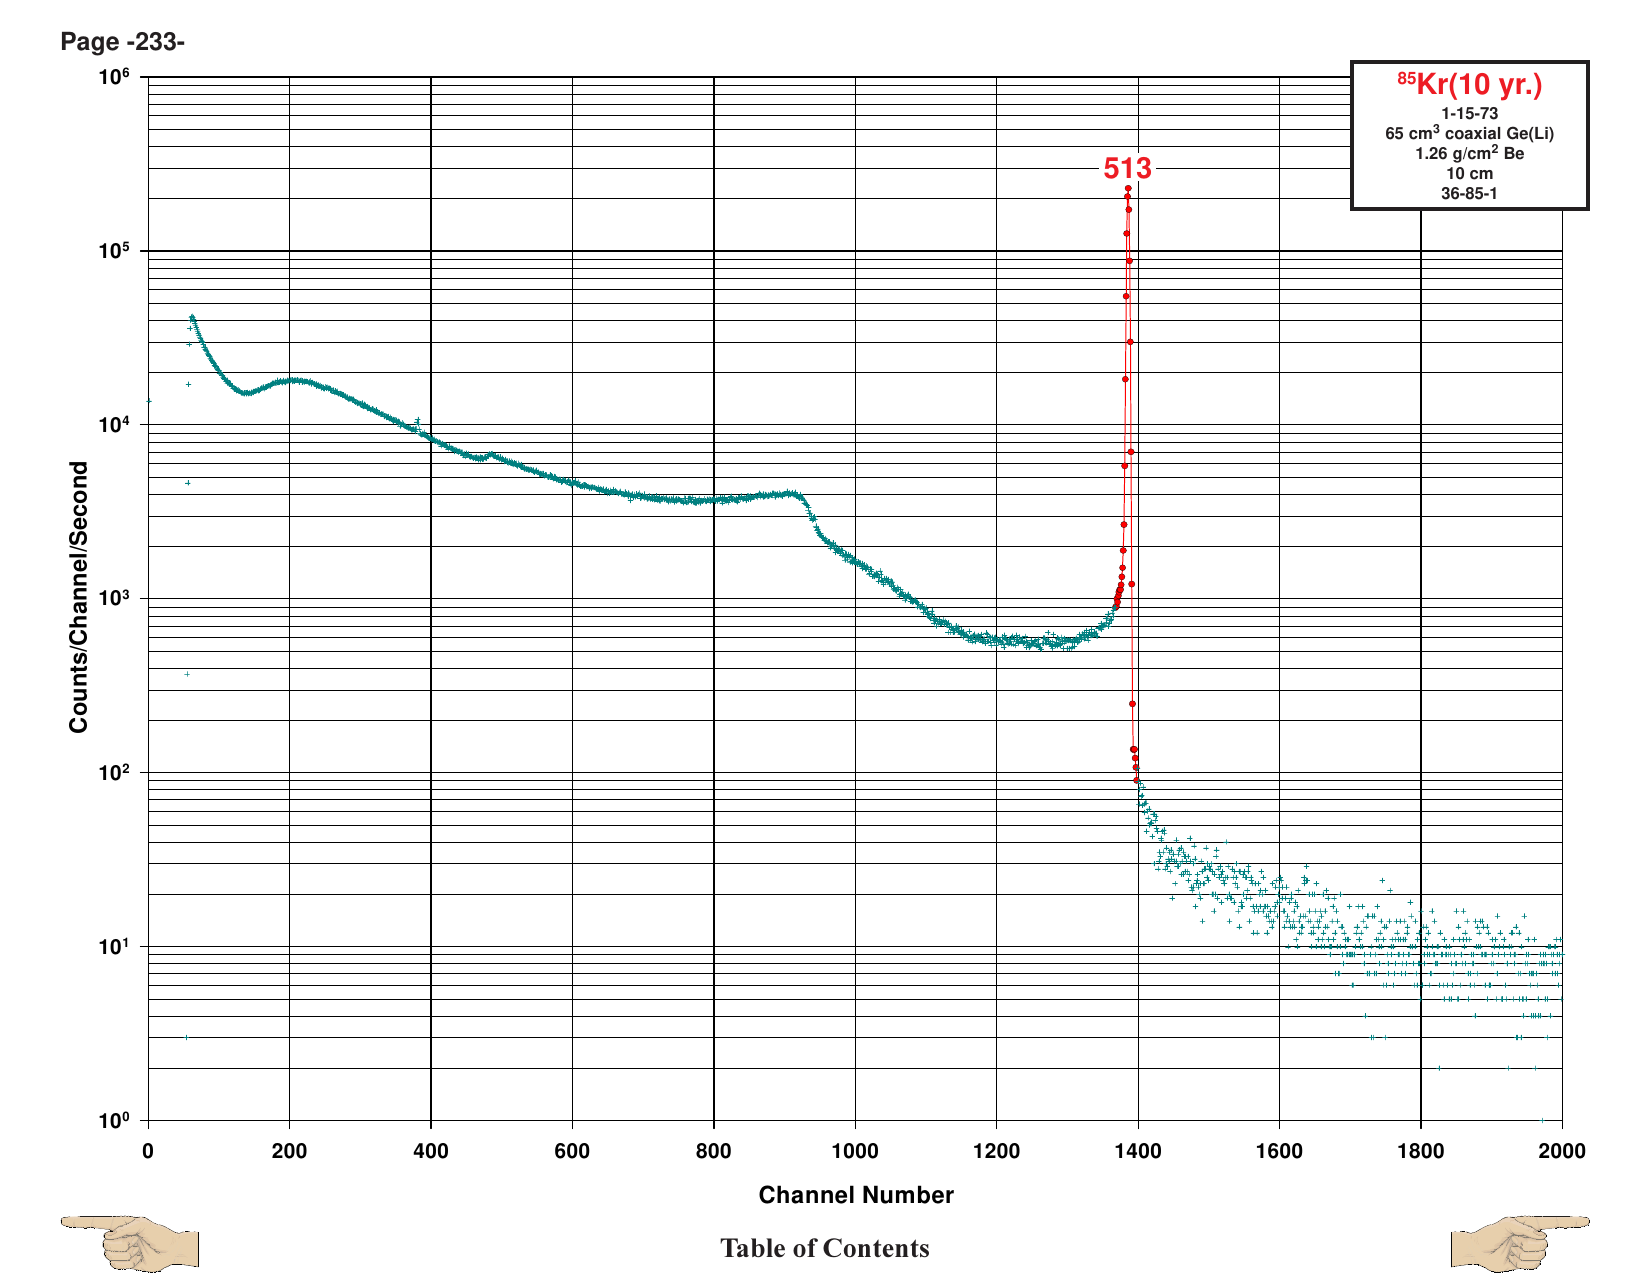 Page -233-
⁸⁵Kr(10 yr.)
1-15-73
65 cm³ coaxial Ge(Li)
1.26 g/cm² Be
10 cm
36-85-1
513
10⁶
10⁵
10⁴
10³
10²
10¹
10⁰
Counts/Channel/Second
0 200 400 600 800 1000 1200 1400 1600 1800 2000
Channel Number
Table of Contents